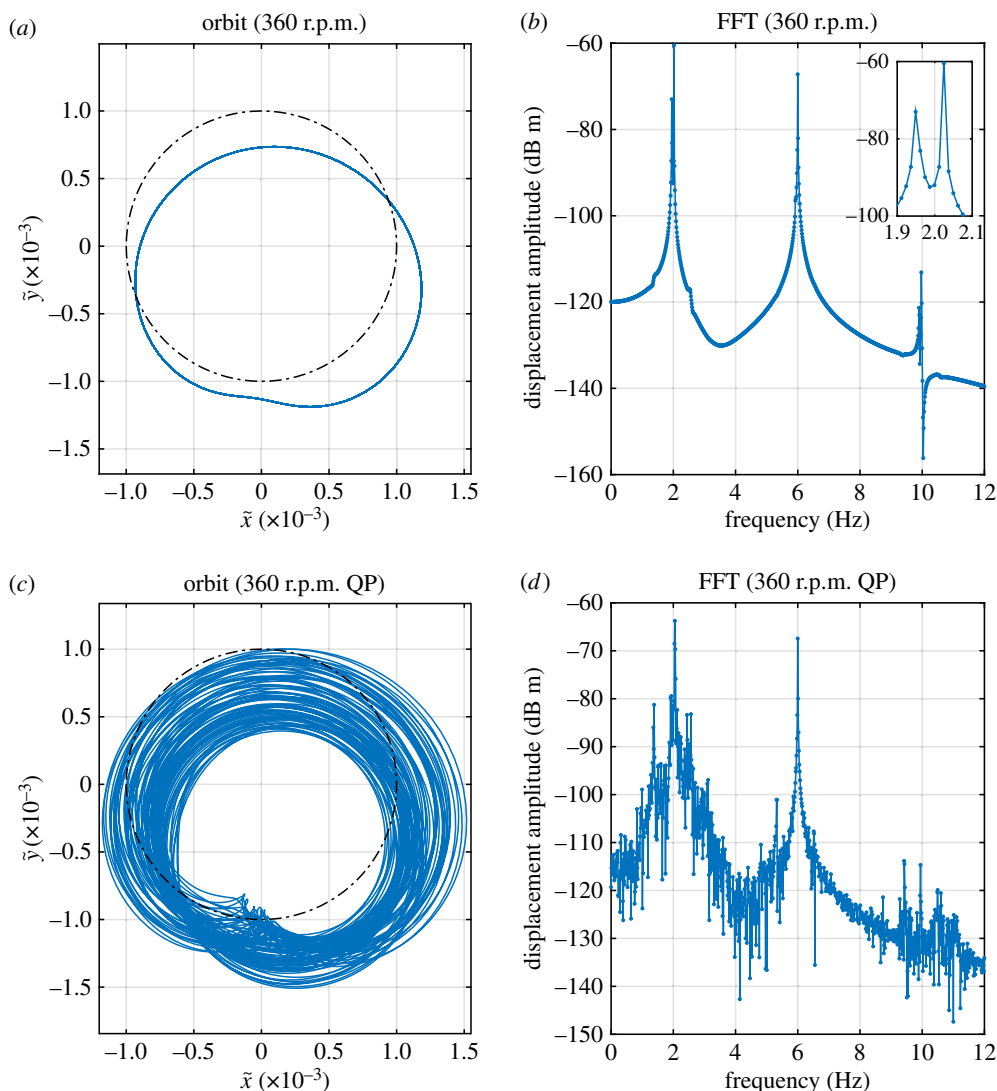 (a) orbit (360 r.p.m.)
1.0
0.5
0
−0.5
−1.0
−1.5
ỹ (×10⁻³)
−1.0 −0.5 0 0.5 1.0 1.5
x̃ (×10⁻³)
(b) FFT (360 r.p.m.)
−60
−80
−100
−120
−140
−160
displacement amplitude (dB m)
0 2 4 6 8 10 12
frequency (Hz)
−60
−80
−100
1.9 2.0 2.1
(c) orbit (360 r.p.m. QP)
1.0
0.5
0
−0.5
−1.0
−1.5
ỹ (×10⁻³)
−1.0 −0.5 0 0.5 1.0 1.5
x̃ (×10⁻³)
(d) FFT (360 r.p.m. QP)
−60
−70
−80
−90
−100
−110
−120
−130
−140
−150
displacement amplitude (dB m)
0 2 4 6 8 10 12
frequency (Hz)